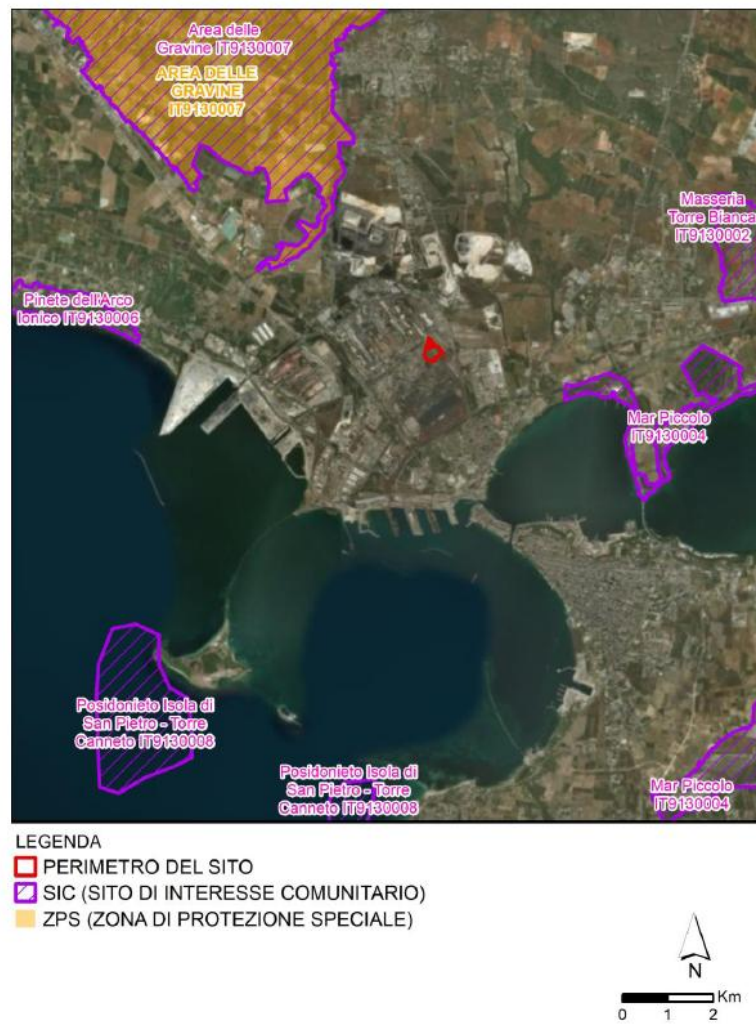 Area delle
Gravine IT9130007
AREA DELLE
GRAVINE
IT9130007
Masseria
Torre Bianca
IT9130002
Pinete dell'Arco
Ionico IT9130006
Mar Piccolo
IT9130004
Posidonieto Isola di
San Pietro - Torre
Canneto IT9130008
Posidonieto Isola di
San Pietro - Torre
Canneto IT9130008
Mar Piccolo
IT9130004
LEGENDA
PERIMETRO DEL SITO
SIC (SITO DI INTERESSE COMUNITARIO)
ZPS (ZONA DI PROTEZIONE SPECIALE)
N
Km
0 1 2